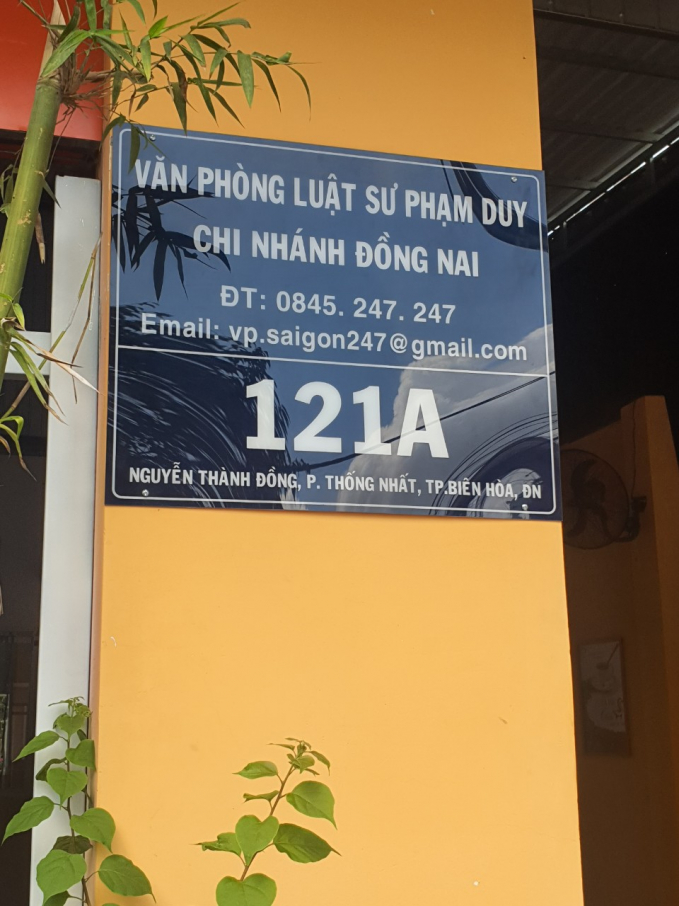 VĂN PHÒNG LUẬT SƯ PHẠM DUY
CHI NHÁNH ĐỒNG NAI
ĐT: 0845. 247. 247
Email: vp.saigon247@gmail.com
121A
NGUYỄN THÀNH ĐỒNG, P. THỐNG NHẤT, TP.BIÊN HÒA, ĐN